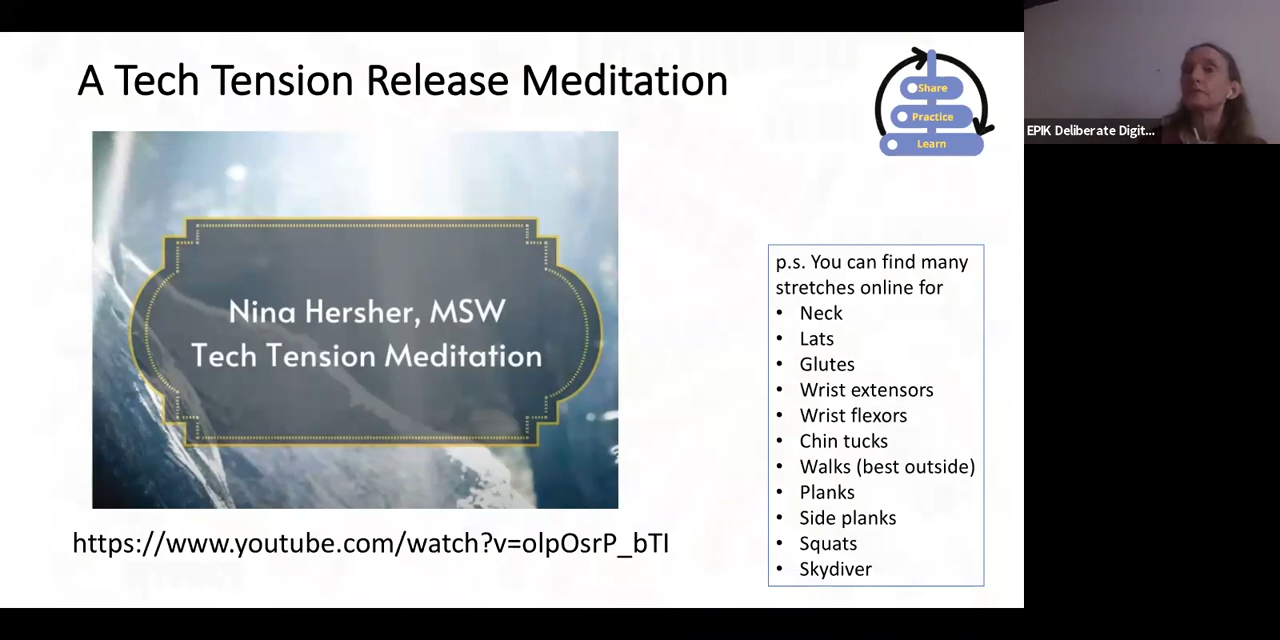 A Tech Tension Release Meditation
Share
Practice
Learn
EPIK Deliberate Digit...
Nina Hersher, MSW
Tech Tension Meditation
https://www.youtube.com/watch?v=oIpOsrP_bTI
p.s. You can find many
stretches online for
• Neck
• Lats
• Glutes
• Wrist extensors
• Wrist flexors
• Chin tucks
• Walks (best outside)
• Planks
• Side planks
• Squats
• Skydiver